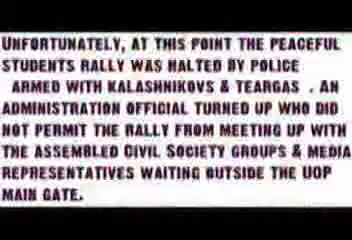 UNFORTUNATELY, AT THIS POINT THE PEACEFUL
STUDENTS RALLY WAS HALTED BY POLICE
ARMED WITH KALASHNIKOVS & TEARGAS . AN
ADMINISTRATION OFFICIAL TURNED UP WHO DID
NOT PERMIT THE RALLY FROM MEETING UP WITH
THE ASSEMBLED CIVIL SOCIETY GROUPS & MEDIA
REPRESENTATIVES WAITING OUTSIDE THE UOP
MAIN GATE.